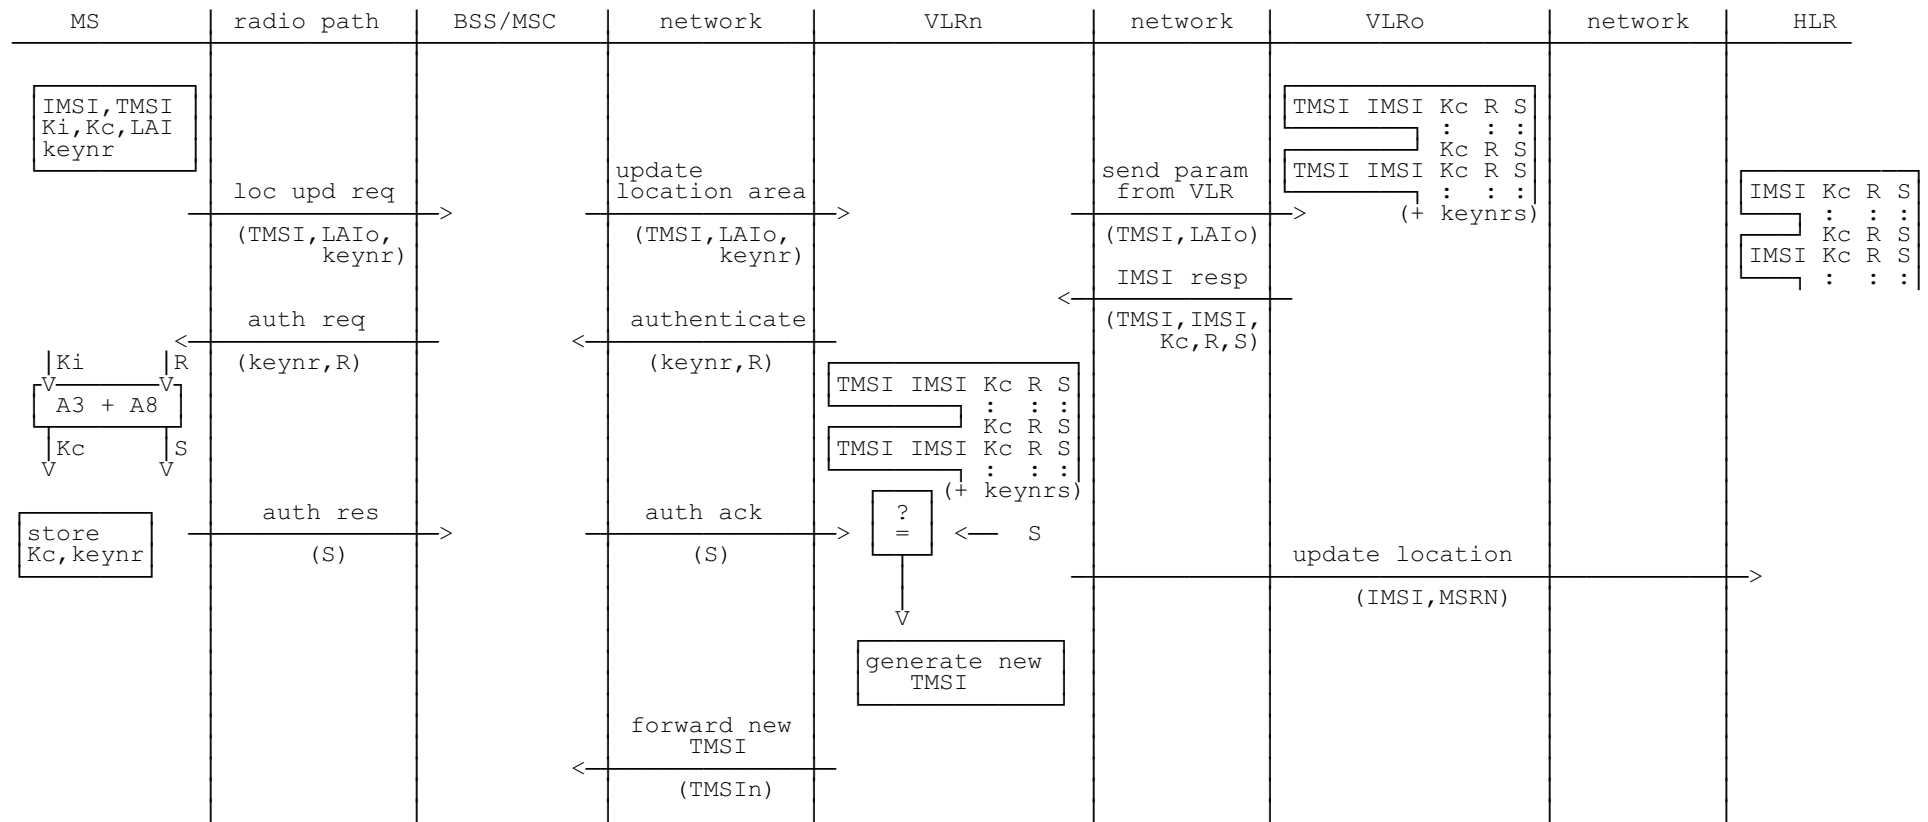 MS radio path BSS/MSC network VLRn network VLRo network HLR
IMSI,TMSI
Ki,Kc,LAI
keynr
TMSI IMSI Kc R S
: : :
Kc R S
TMSI IMSI Kc R S
: : :
(+ keynrs)
IMSI Kc R S
: : :
Kc R S
IMSI Kc R S
: : :
loc upd req
(TMSI,LAIo,
keynr)
update
location area
(TMSI,LAIo,
keynr)
send param
from VLR
(TMSI,LAIo)
IMSI resp
(TMSI,IMSI,
Kc,R,S)
auth req
(keynr,R)
authenticate
(keynr,R)
Ki R
A3 + A8
Kc S
TMSI IMSI Kc R S
: : :
Kc R S
TMSI IMSI Kc R S
: : :
(+ keynrs)
store
Kc,keynr
auth res
(S)
auth ack
(S)
?
=
S
update location
(IMSI,MSRN)
generate new
TMSI
forward new
TMSI
(TMSIn)